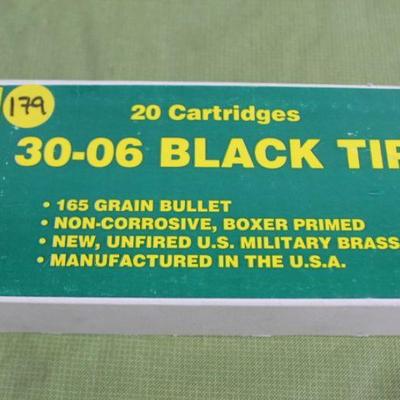 179
20 Cartridges
30-06 BLACK TIP
• 165 GRAIN BULLET
• NON-CORROSIVE, BOXER PRIMED
• NEW, UNFIRED U.S. MILITARY BRASS
• MANUFACTURED IN THE U.S.A.